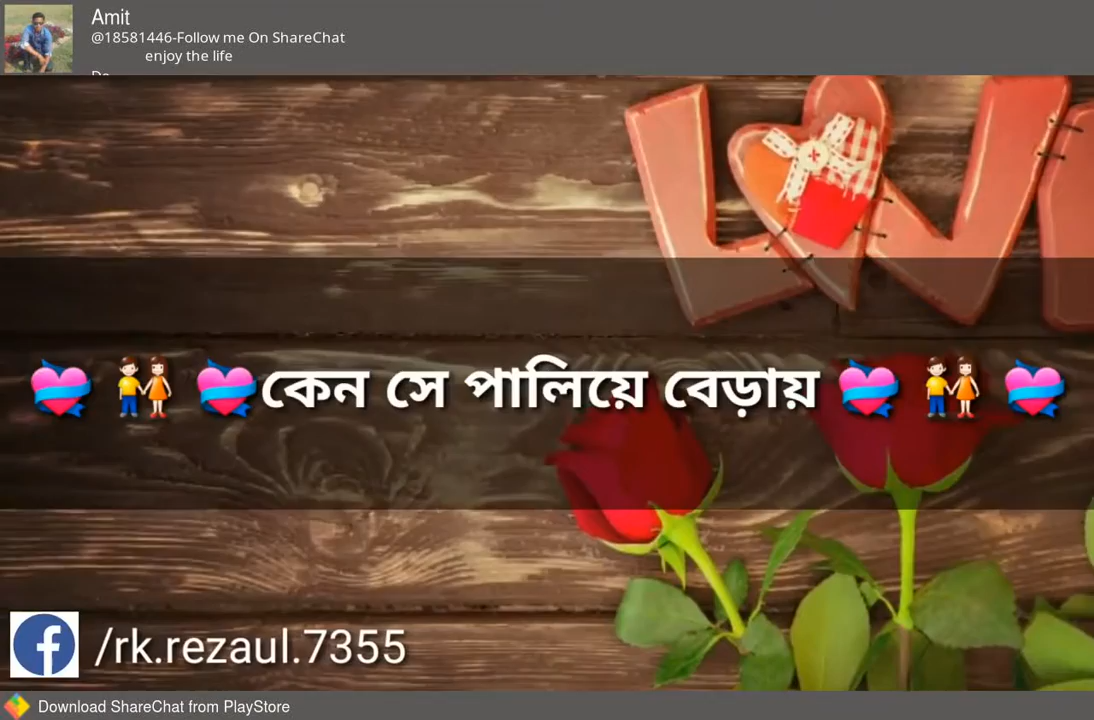 Amit
@18581446-Follow me On ShareChat
enjoy the life
💝 👫 💝কেন সে পালিয়ে বেড়ায় 💝 👫 💝
/rk.rezaul.7355
Download ShareChat from PlayStore